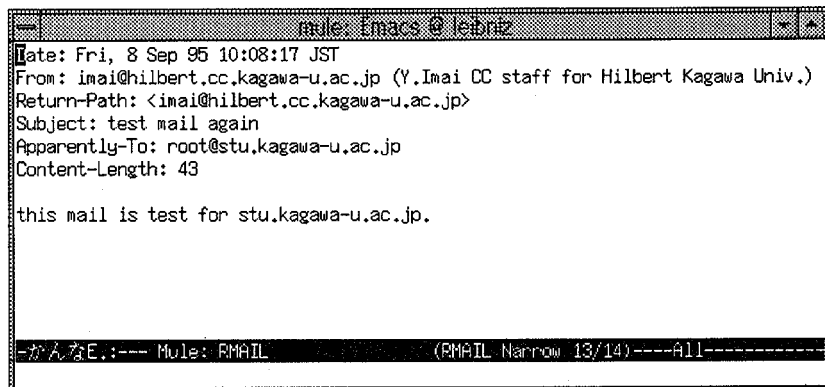 mule: Emacs @ leibniz
Date: Fri, 8 Sep 95 10:08:17 JST
From: imai@hilbert.cc.kagawa-u.ac.jp (Y.Imai CC staff for Hilbert Kagawa Univ.)
Return-Path: <imai@hilbert.cc.kagawa-u.ac.jp>
Subject: test mail again
Apparently-To: root@stu.kagawa-u.ac.jp
Content-Length: 43
this mail is test for stu.kagawa-u.ac.jp.
-かんなE.:--- Mule: RMAIL (RMAIL Narrow 13/14)----All------------